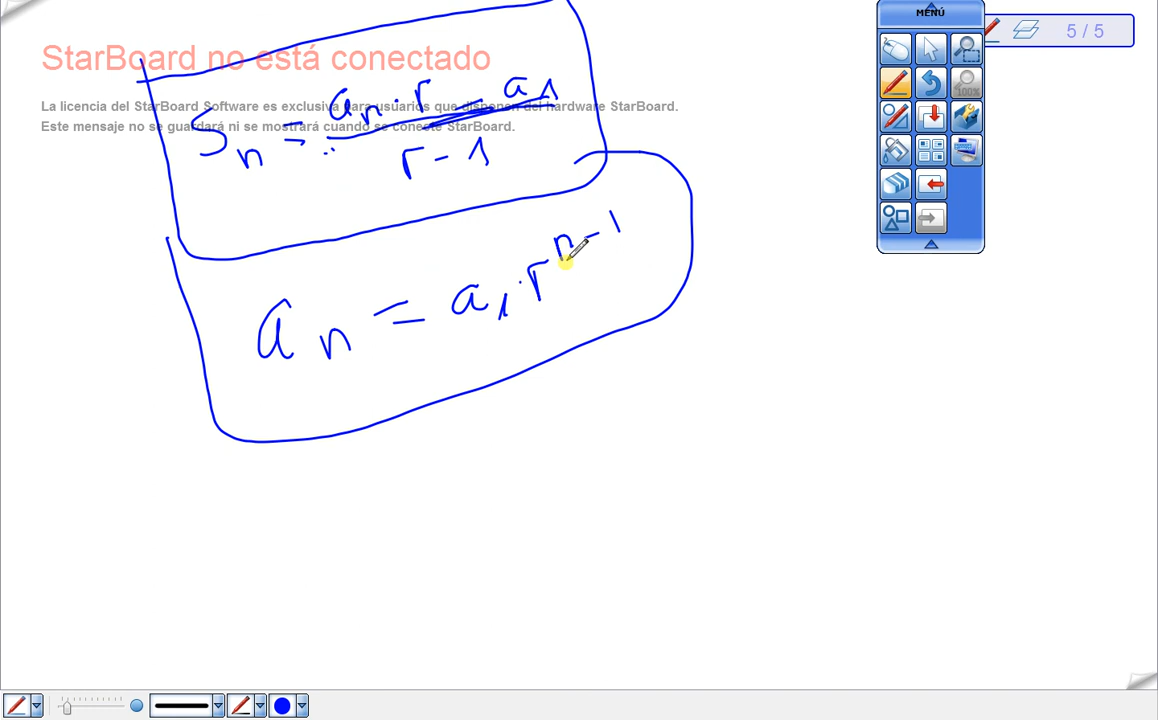 MENÚ
5 / 5
StarBoard no está conectado
La licencia del StarBoard Software es exclusiva para usuarios que disponen del hardware StarBoard.
Este mensaje no se guardará ni se mostrará cuando se conecte StarBoard.
Sn = an · r - a1
r - 1
an = a1 · r^n-1
100%